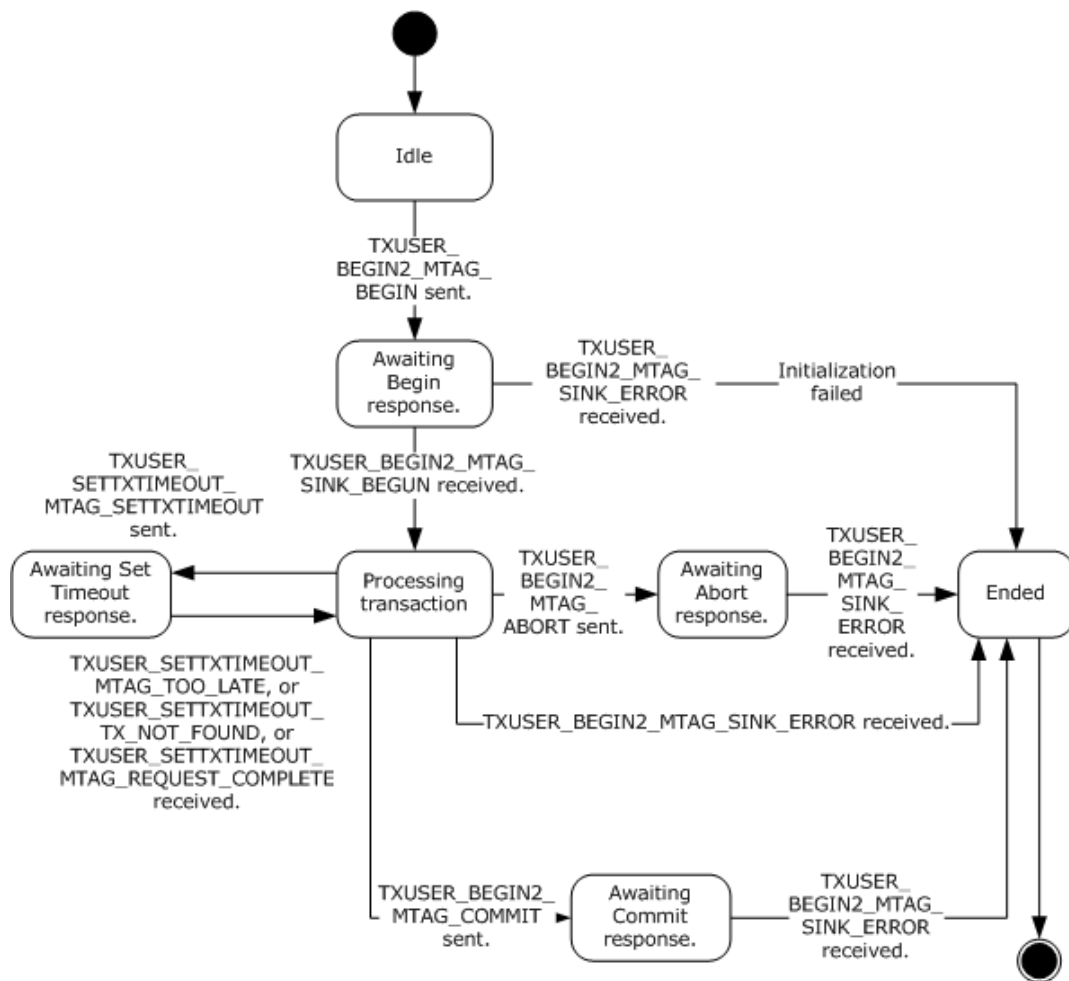 Idle
TXUSER_
BEGIN2_MTAG_
BEGIN sent.
Awaiting
Begin
response.
TXUSER_
BEGIN2_MTAG_
SINK_ERROR
received.
Initialization
failed
TXUSER_BEGIN2_MTAG_
SINK_BEGUN received.
TXUSER_
SETTXTIMEOUT_
MTAG_SETTXTIMEOUT
sent.
Awaiting Set
Timeout
response.
Processing
transaction
TXUSER_
BEGIN2_
MTAG_
ABORT sent.
Awaiting
Abort
response.
TXUSER_
BEGIN2_
MTAG_
SINK_
ERROR
received.
Ended
TXUSER_SETTXTIMEOUT_
MTAG_TOO_LATE, or
TXUSER_SETTXTIMEOUT_
TX_NOT_FOUND, or
TXUSER_SETTXTIMEOUT_
MTAG_REQUEST_COMPLETE
received.
TXUSER_BEGIN2_MTAG_SINK_ERROR received.
TXUSER_BEGIN2_
MTAG_COMMIT
sent.
Awaiting
Commit
response.
TXUSER_
BEGIN2_MTAG_
SINK_ERROR
received.